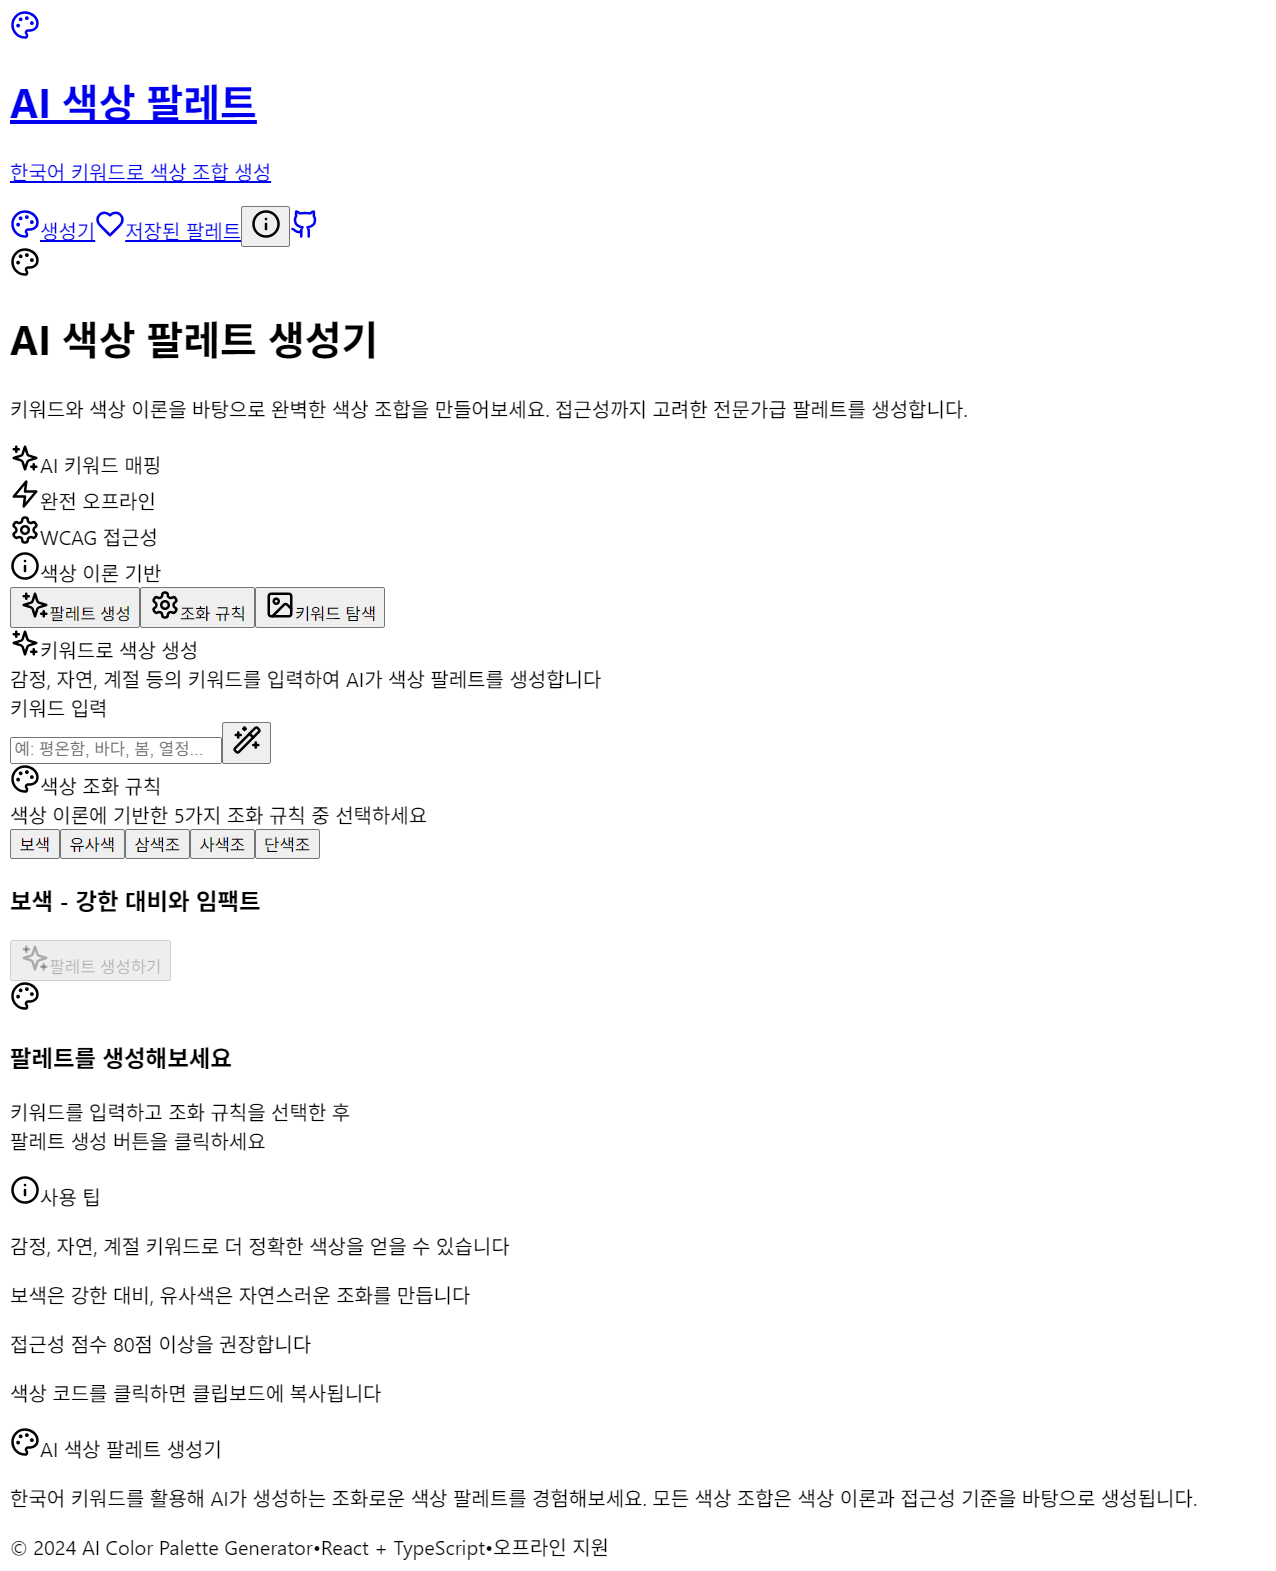 AI 색상 팔레트
한국어 키워드로 색상 조합 생성
생성기 저장된 팔레트
AI 색상 팔레트 생성기
키워드와 색상 이론을 바탕으로 완벽한 색상 조합을 만들어보세요. 접근성까지 고려한 전문가급 팔레트를 생성합니다.
AI 키워드 매핑
완전 오프라인
WCAG 접근성
색상 이론 기반
팔레트 생성 조화 규칙 키워드 탐색
키워드로 색상 생성
감정, 자연, 계절 등의 키워드를 입력하여 AI가 색상 팔레트를 생성합니다
키워드 입력
예: 평온함, 바다, 봄, 열정...
색상 조화 규칙
색상 이론에 기반한 5가지 조화 규칙 중 선택하세요
보색 유사색 삼색조 사색조 단색조
보색 - 강한 대비와 임팩트
팔레트 생성하기
팔레트를 생성해보세요
키워드를 입력하고 조화 규칙을 선택한 후
팔레트 생성 버튼을 클릭하세요
사용 팁
감정, 자연, 계절 키워드로 더 정확한 색상을 얻을 수 있습니다
보색은 강한 대비, 유사색은 자연스러운 조화를 만듭니다
접근성 점수 80점 이상을 권장합니다
색상 코드를 클릭하면 클립보드에 복사됩니다
AI 색상 팔레트 생성기
한국어 키워드를 활용해 AI가 생성하는 조화로운 색상 팔레트를 경험해보세요. 모든 색상 조합은 색상 이론과 접근성 기준을 바탕으로 생성됩니다.
© 2024 AI Color Palette Generator•React + TypeScript•오프라인 지원